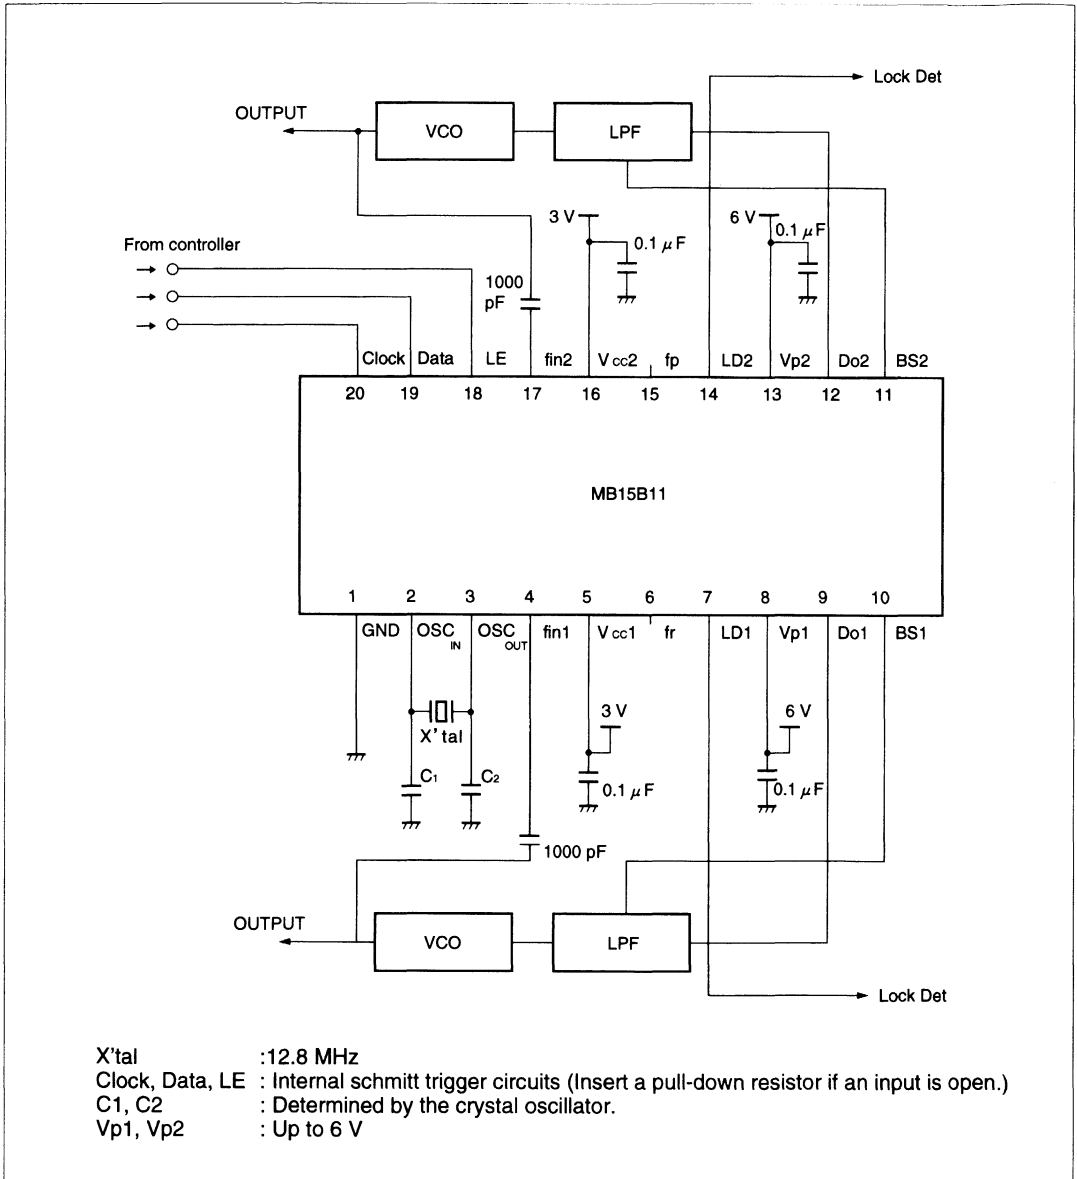 Lock Det
OUTPUT
VCO
LPF
3 V
6 V
0.1 μF
0.1 μF
From controller
1000
pF
Clock Data LE fin2 Vcc2 fp LD2 Vp2 Do2 BS2
20 19 18 17 16 15 14 13 12 11
MB15B11
1 2 3 4 5 6 7 8 9 10
GND OSC IN OSC OUT fin1 Vcc1 fr LD1 Vp1 Do1 BS1
3 V
6 V
X'tal
C1
C2
0.1 μF
0.1 μF
1000 pF
OUTPUT
VCO
LPF
Lock Det
X'tal :12.8 MHz
Clock, Data, LE : Internal schmitt trigger circuits (Insert a pull-down resistor if an input is open.)
C1, C2 : Determined by the crystal oscillator.
Vp1, Vp2 : Up to 6 V